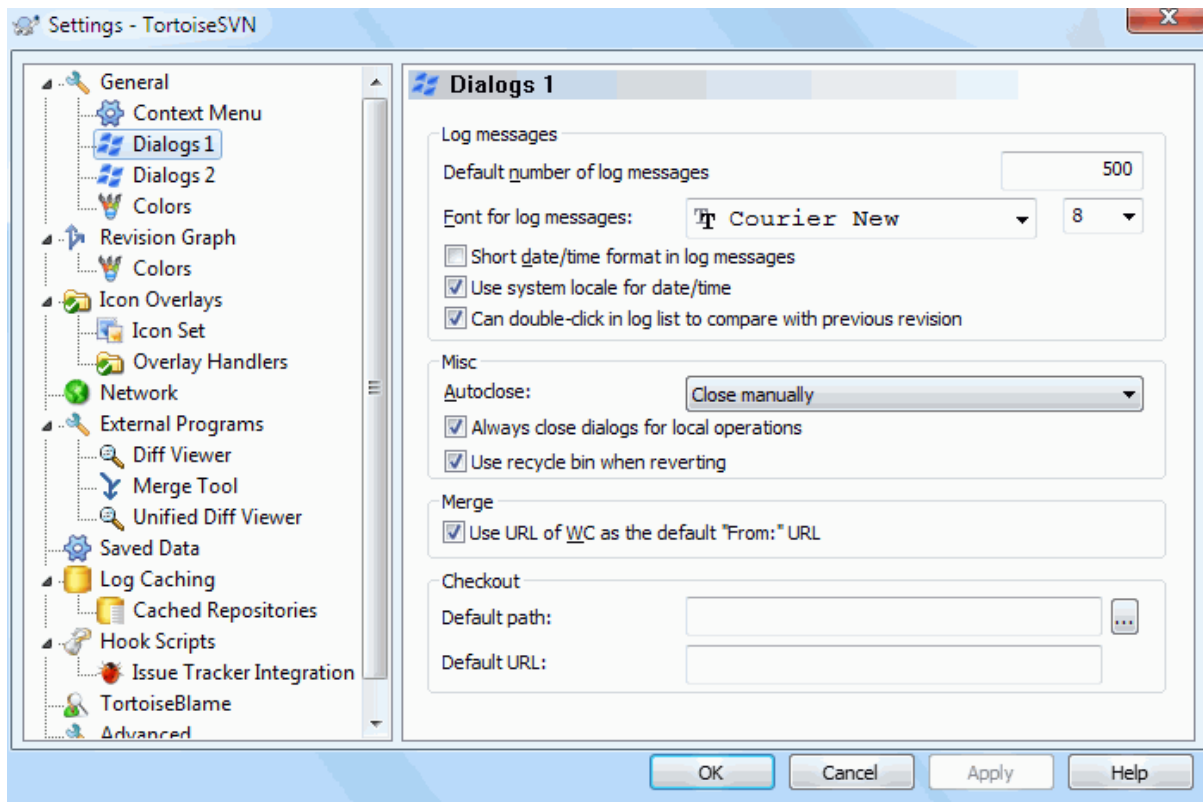 Settings - TortoiseSVN
General
Context Menu
Dialogs 1
Dialogs 2
Colors
Revision Graph
Colors
Icon Overlays
Icon Set
Overlay Handlers
Network
External Programs
Diff Viewer
Merge Tool
Unified Diff Viewer
Saved Data
Log Caching
Cached Repositories
Hook Scripts
Issue Tracker Integration
TortoiseBlame
Advanced
Dialogs 1
Log messages
Default number of log messages 500
Font for log messages: Courier New 8
Short date/time format in log messages
Use system locale for date/time
Can double-click in log list to compare with previous revision
Misc
Autoclose: Close manually
Always close dialogs for local operations
Use recycle bin when reverting
Merge
Use URL of WC as the default "From:" URL
Checkout
Default path: ...
Default URL:
OK Cancel Apply Help